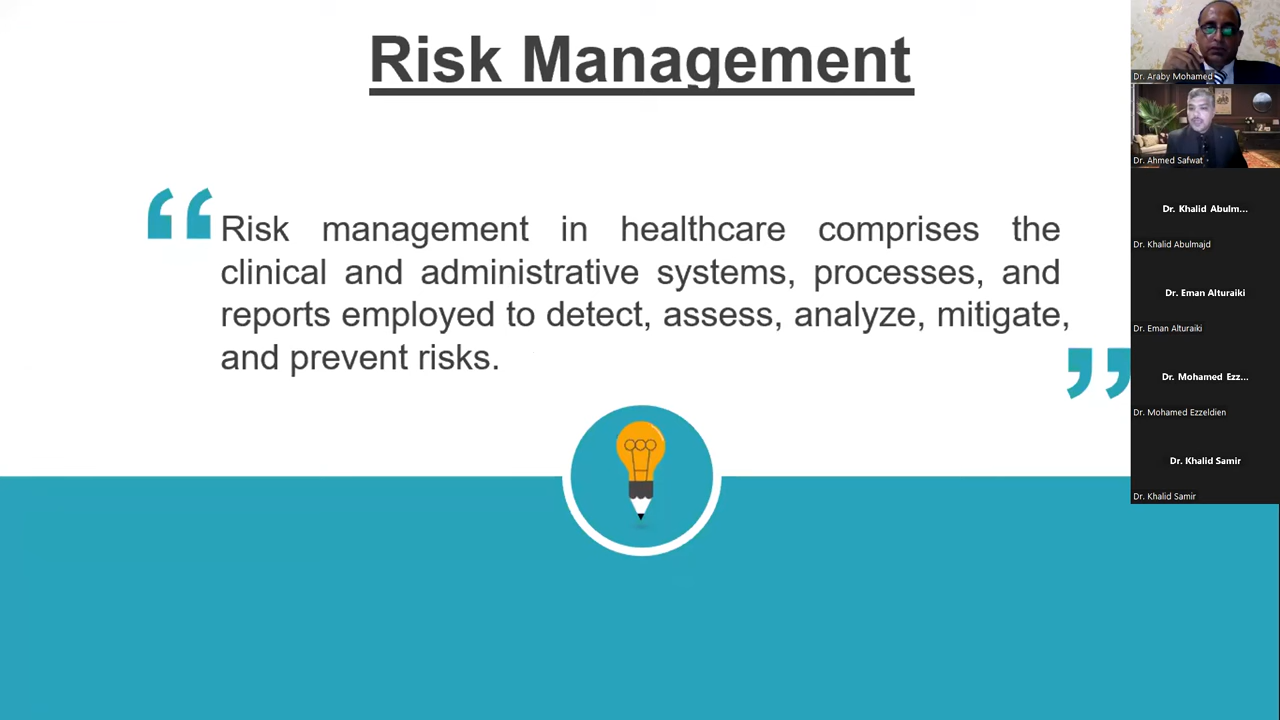 Risk Management
“
Risk management in healthcare comprises the
clinical and administrative systems, processes, and
reports employed to detect, assess, analyze, mitigate,
and prevent risks.
”
Dr. Araby Mohamed
Dr. Ahmed Safwat
Dr. Khalid Abulm...
Dr. Khalid Abulmajd
Dr. Eman Alturaiki
Dr. Eman Alturaiki
Dr. Mohamed Ezz...
Dr. Mohamed Ezzeldien
Dr. Khalid Samir
Dr. Khalid Samir